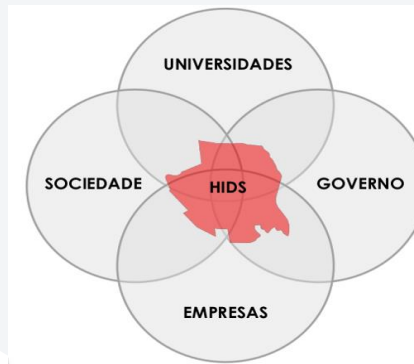 UNIVERSIDADES
SOCIEDADE
HIDS
GOVERNO
EMPRESAS